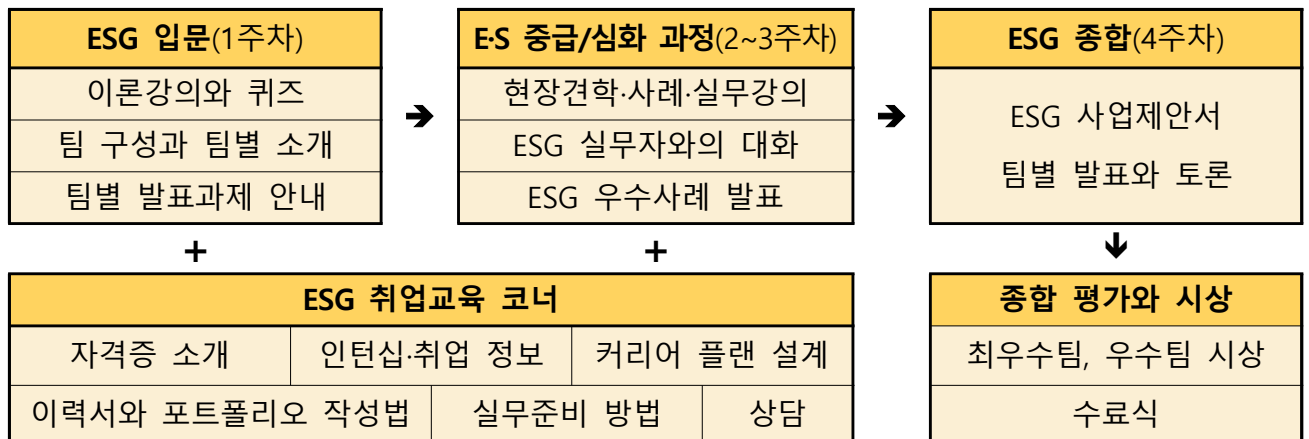 ESG 입문(1주차)
이론강의와 퀴즈
팀 구성과 팀별 소개
팀별 발표과제 안내
➔
E·S 중급/심화 과정(2~3주차)
현장견학·사례·실무강의
ESG 실무자와의 대화
ESG 우수사례 발표
➔
ESG 종합(4주차)
ESG 사업제안서
팀별 발표와 토론
+
+
ESG 취업교육 코너
자격증 소개
인턴십·취업 정보
커리어 플랜 설계
이력서와 포트폴리오 작성법
실무준비 방법
상담
종합 평가와 시상
최우수팀, 우수팀 시상
수료식